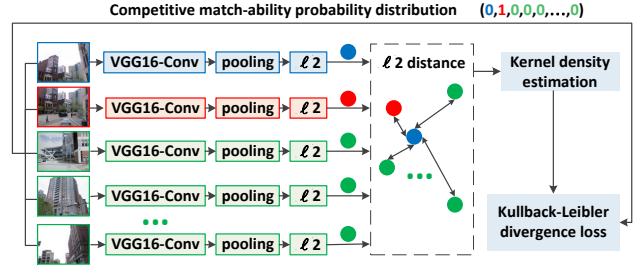 Competitive match-ability probability distribution (0,1,0,0,0,...,0)
VGG16-Conv pooling ℓ 2
VGG16-Conv pooling ℓ 2
VGG16-Conv pooling ℓ 2
VGG16-Conv pooling ℓ 2
...
VGG16-Conv pooling ℓ 2
ℓ 2 distance
...
Kernel density
estimation
Kullback-Leibler
divergence loss